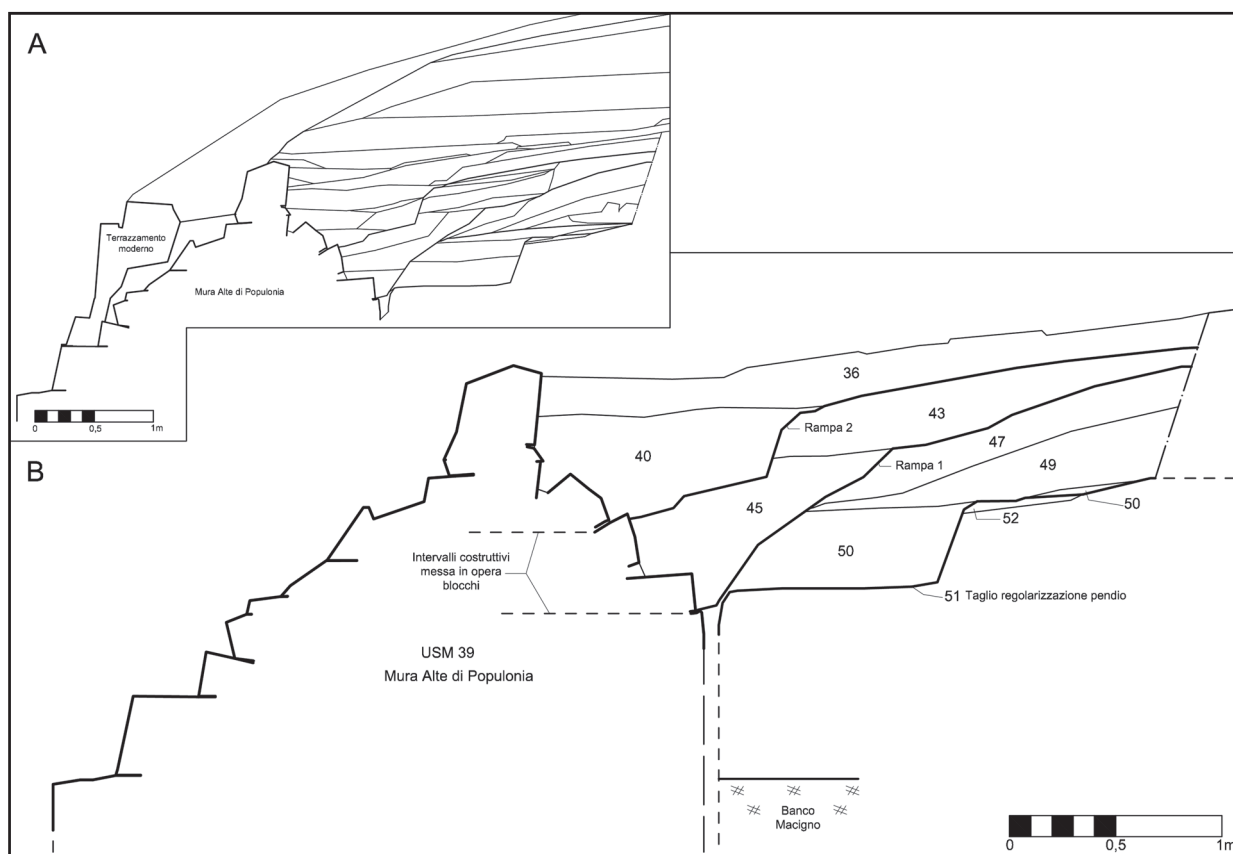 A
Terrazzamento
moderno
Mura Alte di Populonia
0
0,5
1m
B
36
43
Rampa 2
47
40
Rampa 1
49
45
50
52
50
Intervalli costruttivi
messa in opera
blocchi
51 Taglio regolarizzazione pendio
USM 39
Mura Alte di Populonia
Banco
Macigno
0
0,5
1m